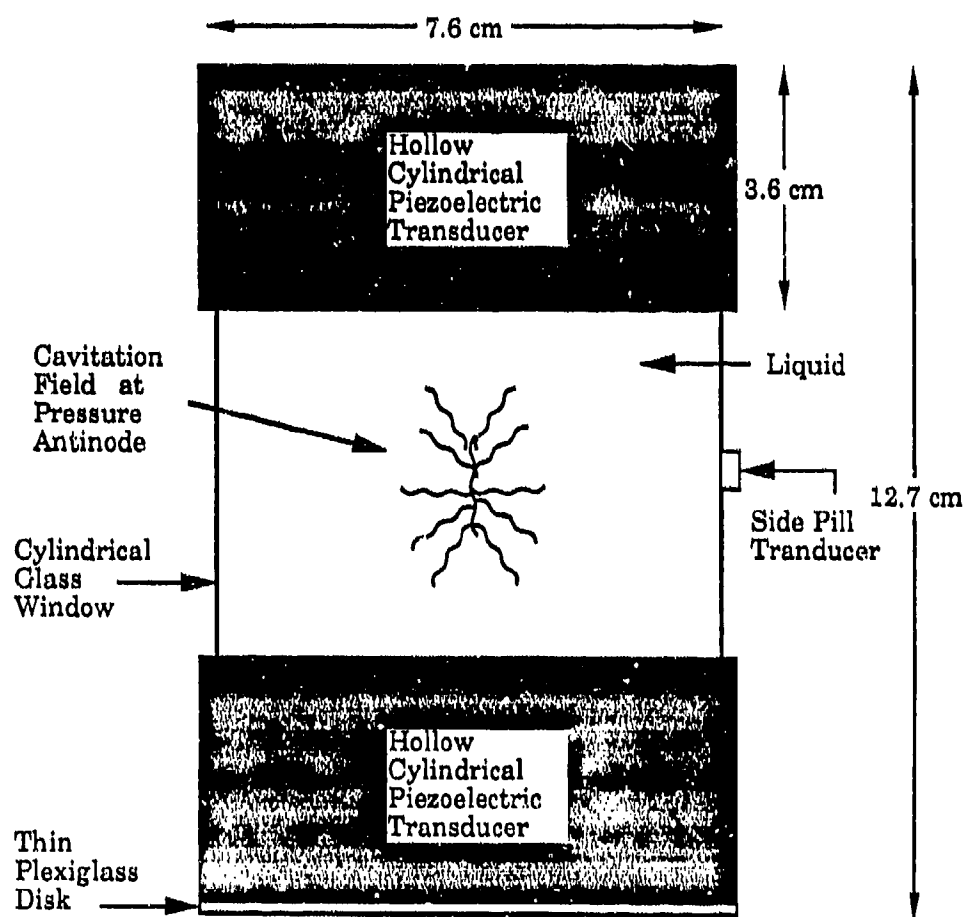 7.6 cm
Hollow
Cylindrical
Piezoelectric
Transducer
3.6 cm
Cavitation
Field at
Pressure
Antinode
Liquid
12.7 cm
Side Pill
Tranducer
Cylindrical
Glass
Window
Hollow
Cylindrical
Piezoelectric
Transducer
Thin
Plexiglass
Disk